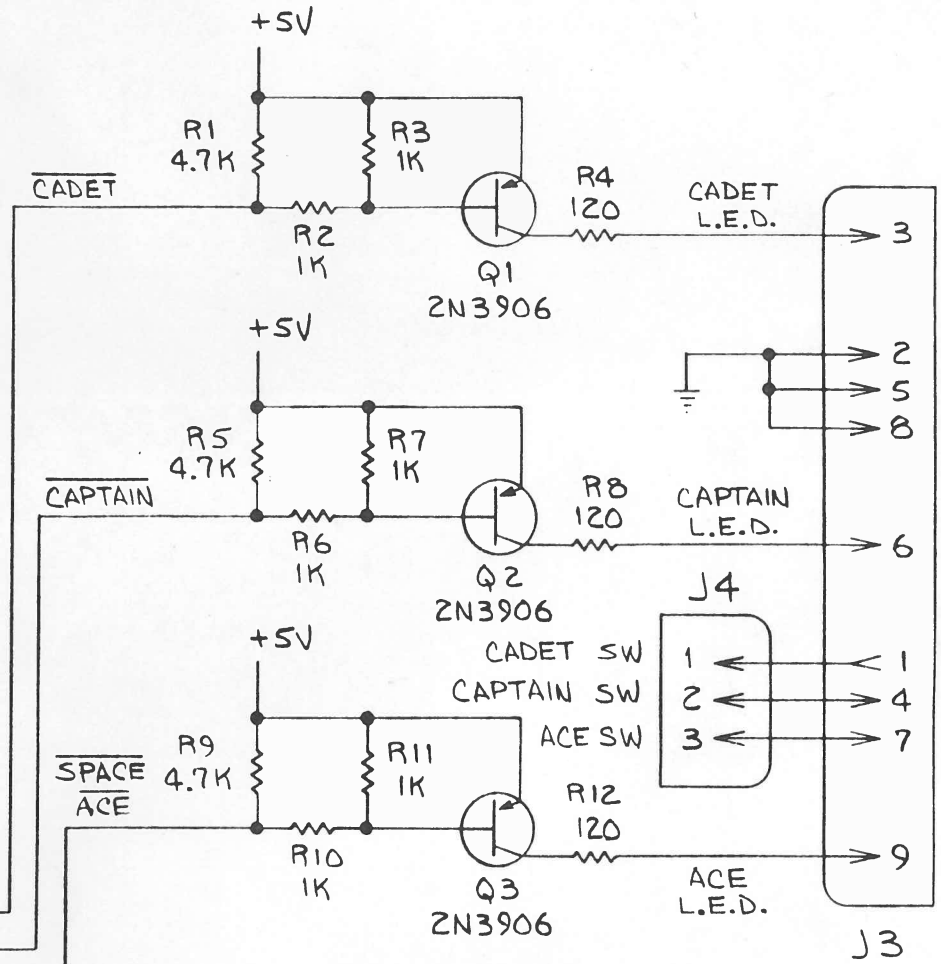 +5V
R1
4.7K
R3
1K
CADET
R2
1K
Q1
2N3906
R4
120
CADET
L.E.D.
3
+5V
2
5
8
R5
4.7K
R7
1K
CAPTAIN
R6
1K
Q2
2N3906
R8
120
CAPTAIN
L.E.D.
6
J4
+5V
CADET SW 1
1
CAPTAIN SW 2
4
ACE SW 3
7
R9
4.7K
R11
1K
SPACE
ACE
R10
1K
Q3
2N3906
R12
120
ACE
L.E.D.
9
J3